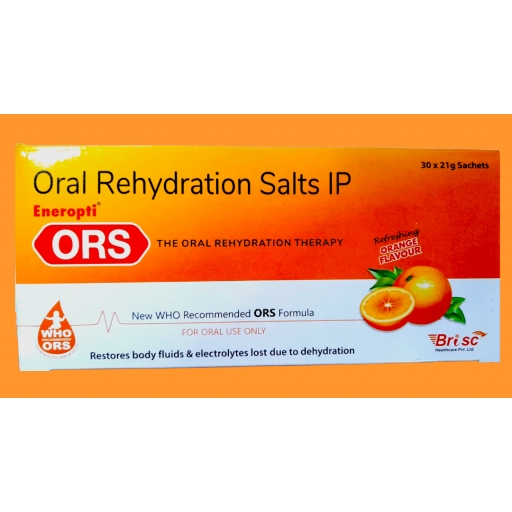 30 x 21g Sachets
Oral Rehydration Salts IP
Eneropti®
ORS
THE ORAL REHYDRATION THERAPY
Refreshing
ORANGE
FLAVOUR
New WHO Recommended ORS Formula
FOR ORAL USE ONLY
WHO
ORS
Restores body fluids & electrolytes lost due to dehydration
Brisc
Healthcare Pvt. Ltd